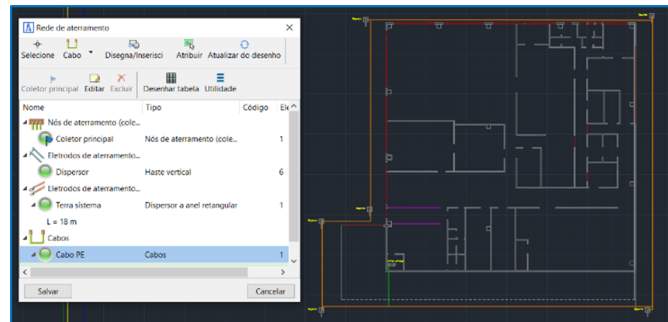 Rede de aterramento
Selecione Cabo Disegna/Inserisci Atribuir Atualizar do desenho
Coletor principal Editar Excluir Desenhar tabela Utilidade
Nome Tipo Código Ele
Nós de aterramento (cole...
Coletor principal Nós de aterramento (cole... 1
Eletrodos de aterramento...
Dispersor Haste vertical 6
Eletrodos de aterramento...
Terra sistema Dispersor a anel retangular 1
L = 18 m
Cabos
Cabo PE Cabos 1
Salvar Cancelar